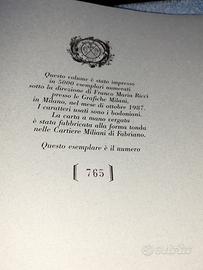 Questo volume è stato impresso
in 5000 esemplari numerati
sotto la direzione di Franco Maria Ricci
presso le Grafiche Milani,
in Milano, nel mese di ottobre 1987.
I caratteri usati sono i bodoniani.
La carta a mano vergata
è stata fabbricata alla forma tonda
nelle Cartiere Miliani di Fabriano.
Questo esemplare è il numero
[ 765 ]
subito.it